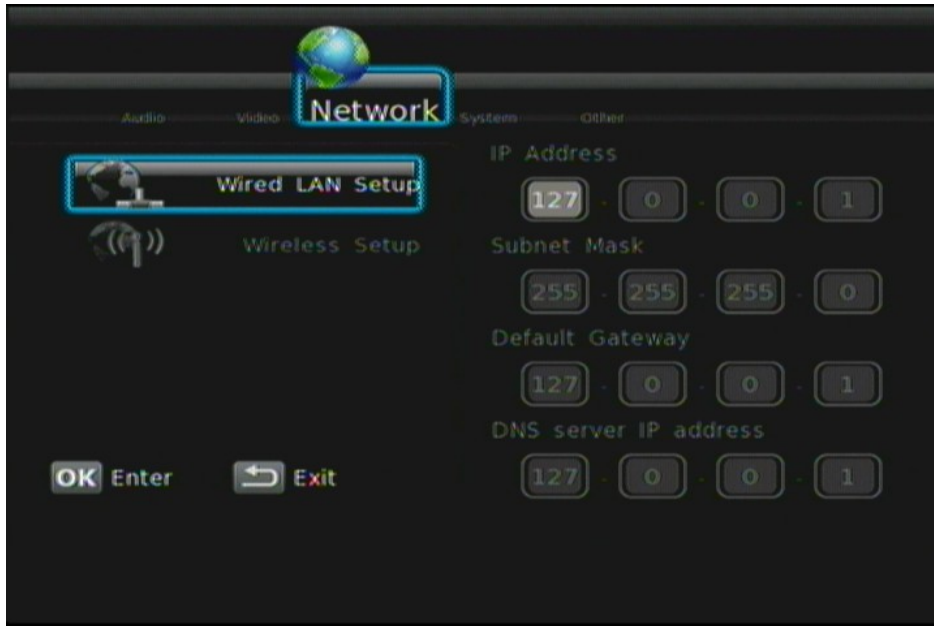 Audio Video Network System Other
Wired LAN Setup
Wireless Setup
IP Address
127 . 0 . 0 . 1
Subnet Mask
255 . 255 . 255 . 0
Default Gateway
127 . 0 . 0 . 1
DNS server IP address
127 . 0 . 0 . 1
OK Enter Exit